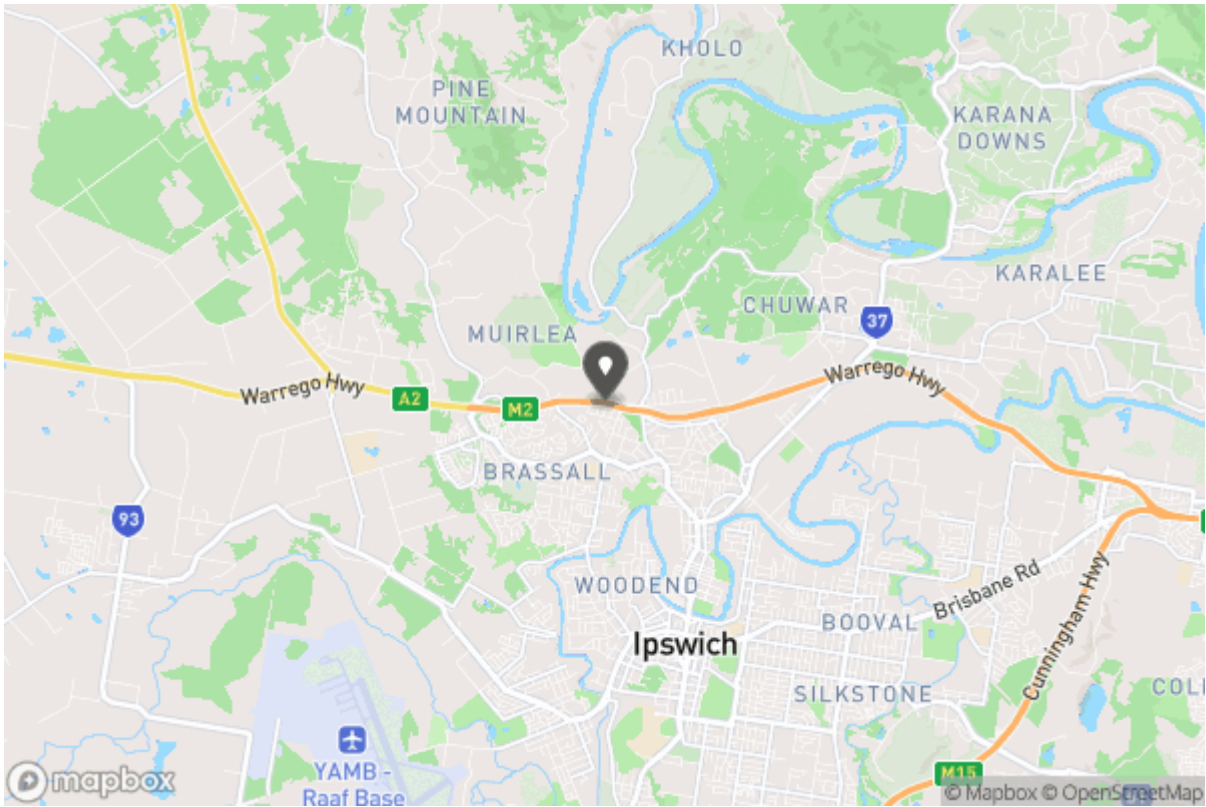 KHOLO
PINE
MOUNTAIN
KARANA
DOWNS
KARALEE
CHUWAR
37
MUIRLEA
Warrego Hwy
Warrego Hwy
A2
M2
BRASSALL
93
WOODEND
Brisbane Rd
Cunningham Hwy
BOOVAL
Ipswich
SILKSTONE
COLL
YAMB -
Raaf Base
M15
mapbox
© Mapbox © OpenStreetMap